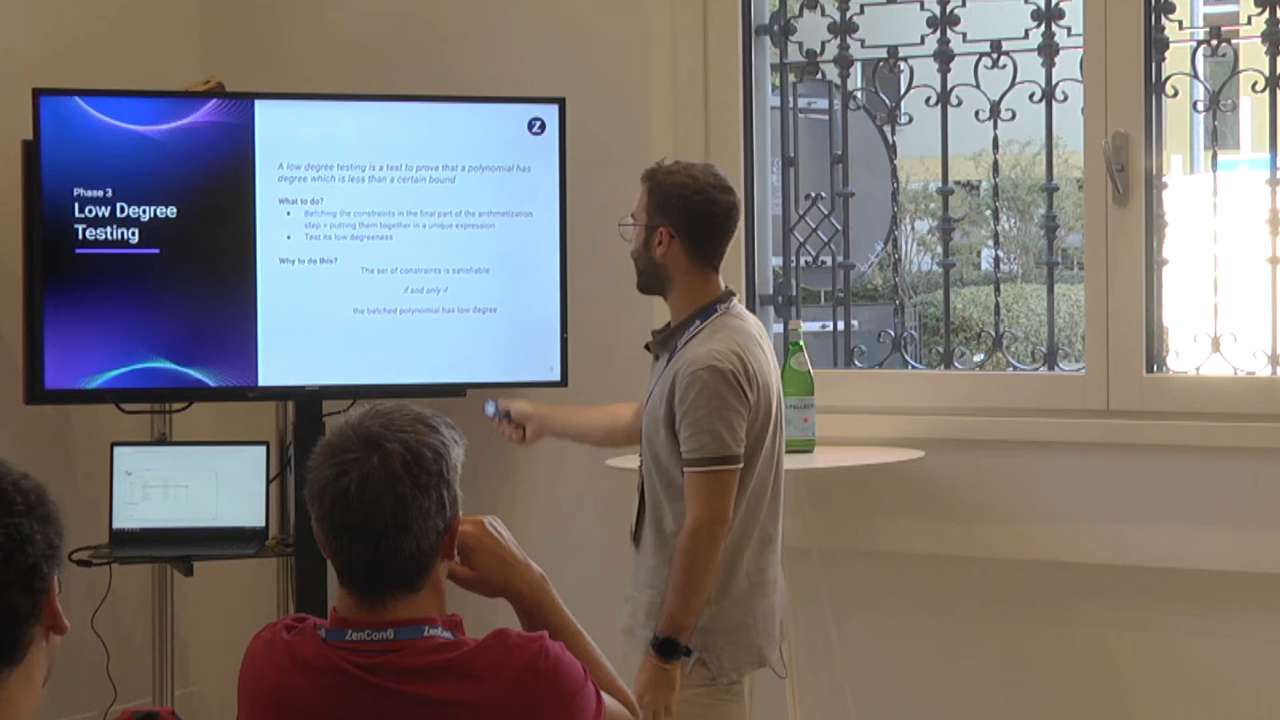 Z
A low degree testing is a test to prove that a polynomial has
degree which is less than a certain bound
Phase 3
Low Degree
Testing
What to do?
Batching the constraints in the final part of the arithmetization
step = putting them together in a unique expression
Test its low degreeness
Why to do this?
The set of constraints is satisfiable
if and only if
the batched polynomial has low degree
S.PELLEGRI
ZenCon0